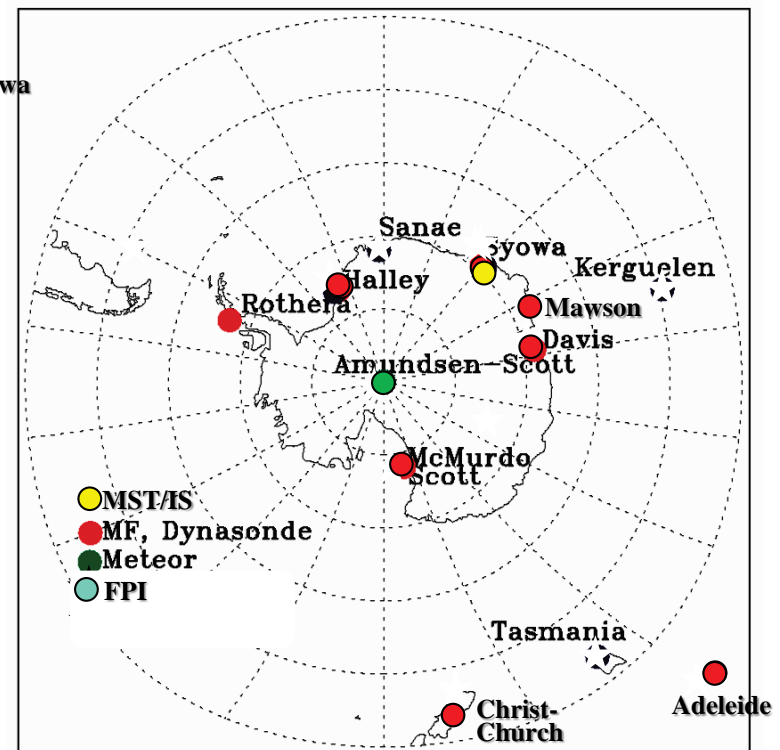 wa
Sanae
Syowa
Kerguelen
Halley
Rothera
Mawson
Davis
Amundsen-Scott
McMurdo
Scott
MST/IS
MF, Dynasonde
Meteor
FPI
Tasmania
Adeleide
Christ-
Church